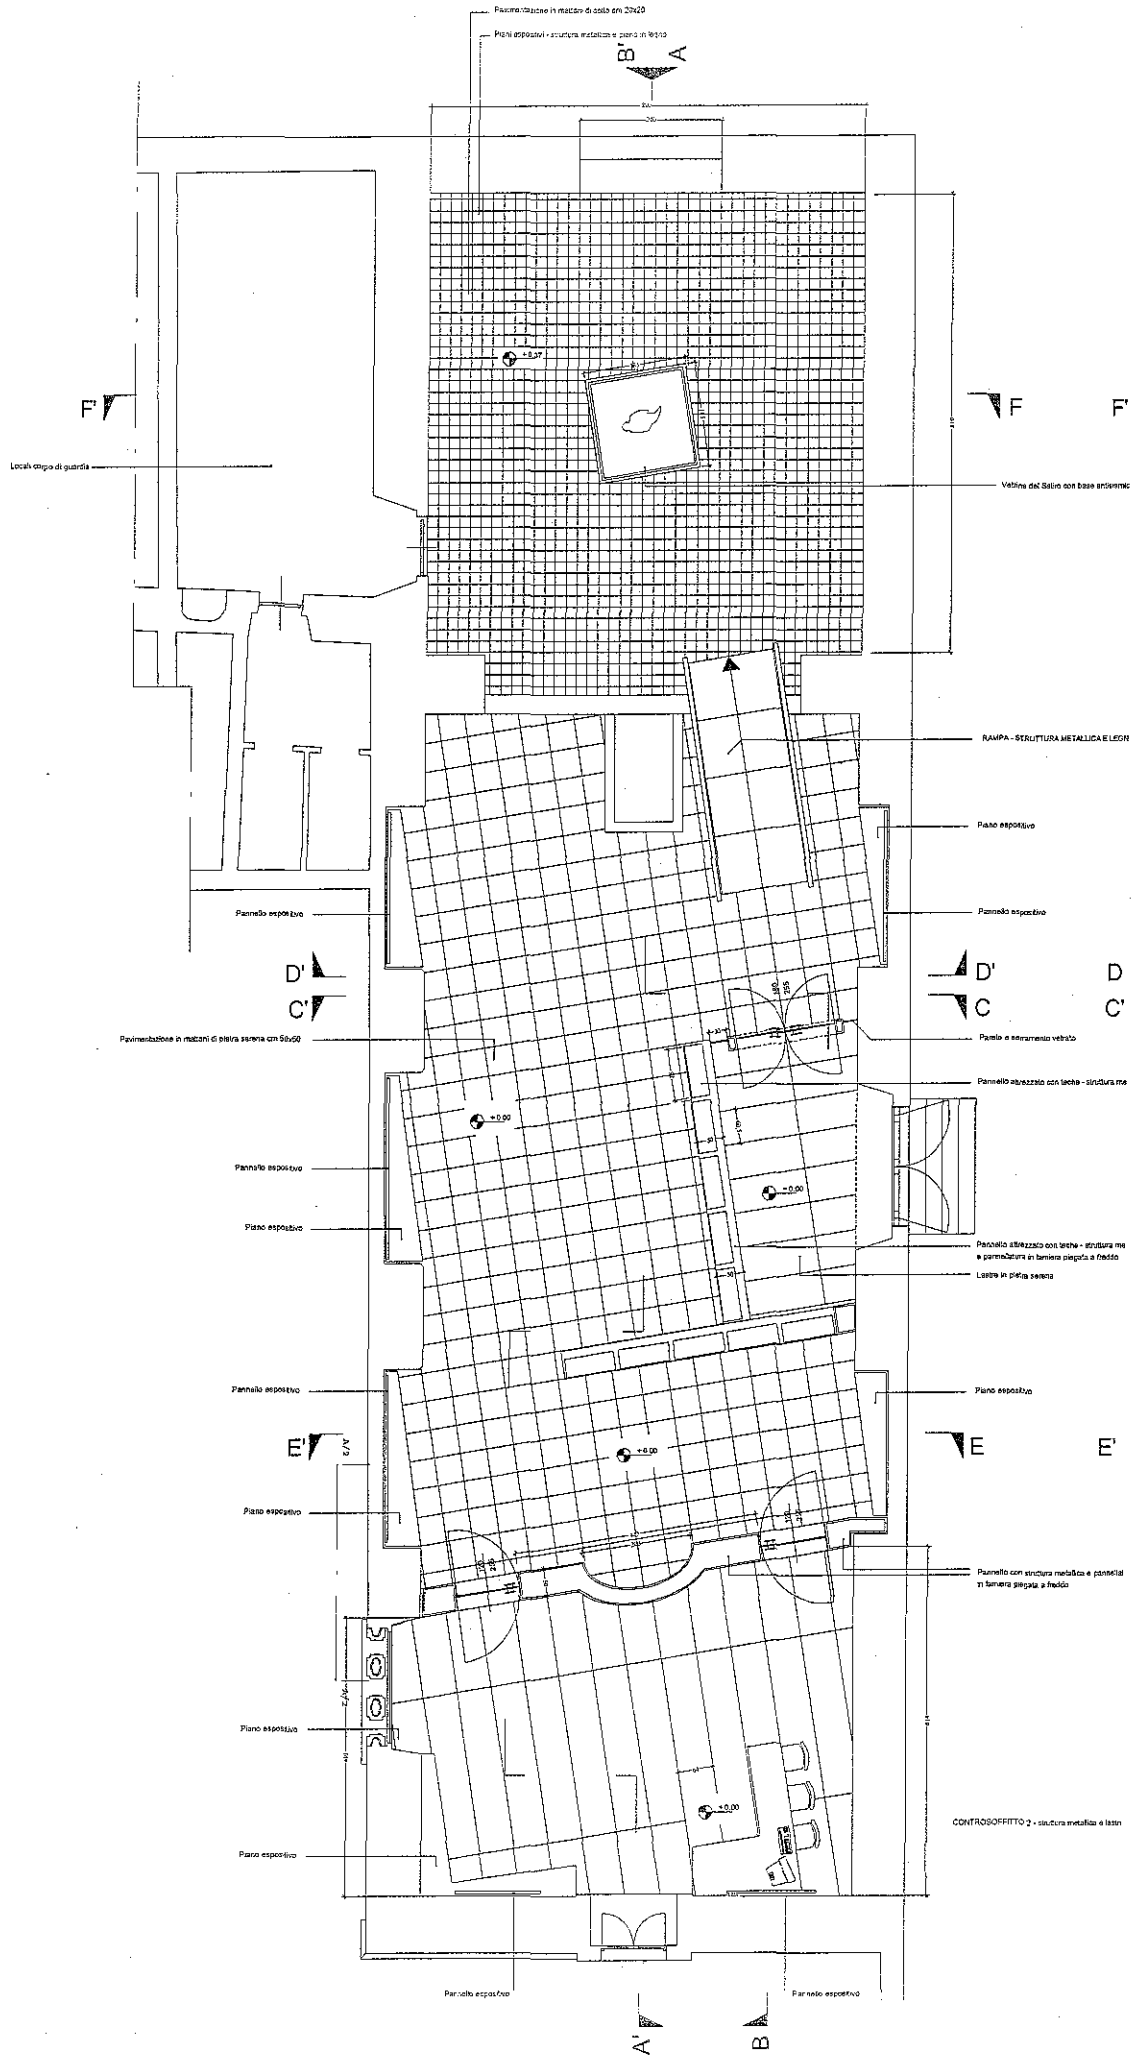 Pavimentazione in mattoni di cotto cm 20x20
Piani espositivi - struttura metallica e piano in legno
B' A
+0,37
F' F F'
Locali corpo di guardia
Vetrina del Satiro con base antisismic
RAMPA - STRUTTURA METALLICA E LEGN
Piano espositivo
Pannello espositivo
Pannello espositivo
D' D' D
C' C C'
180
255
Pavimentazione in mattoni di pietra serena cm 50x50
Parete e serramento vetrato
Pannello attrezzato con teche - struttura me
+0.00
Pannello espositivo
+0.00
Piano espositivo
Pannello attrezzato con teche - struttura me
e pannellatura in lamiera piegata a freddo
Lastre in pietra serena
Pannello espositivo
Piano espositivo
E' E E'
+0.00
Piano espositivo
Pannello con struttura metallica e pannellat
in lamiera piegata a freddo
Piano espositivo
+0.00
CONTROSOFFITTO 2 - struttura metallica e lastr
Piano espositivo
Pannello espositivo
Pannello espositivo
A' B